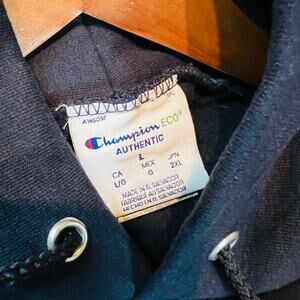 Champion ECO
AUTHENTIC
L
CA MEX JPN
L/G G 2XL
MADE IN EL SALVADOR
FABRIQUÉ AU SALVADOR
HECHO EN EL SALVADOR